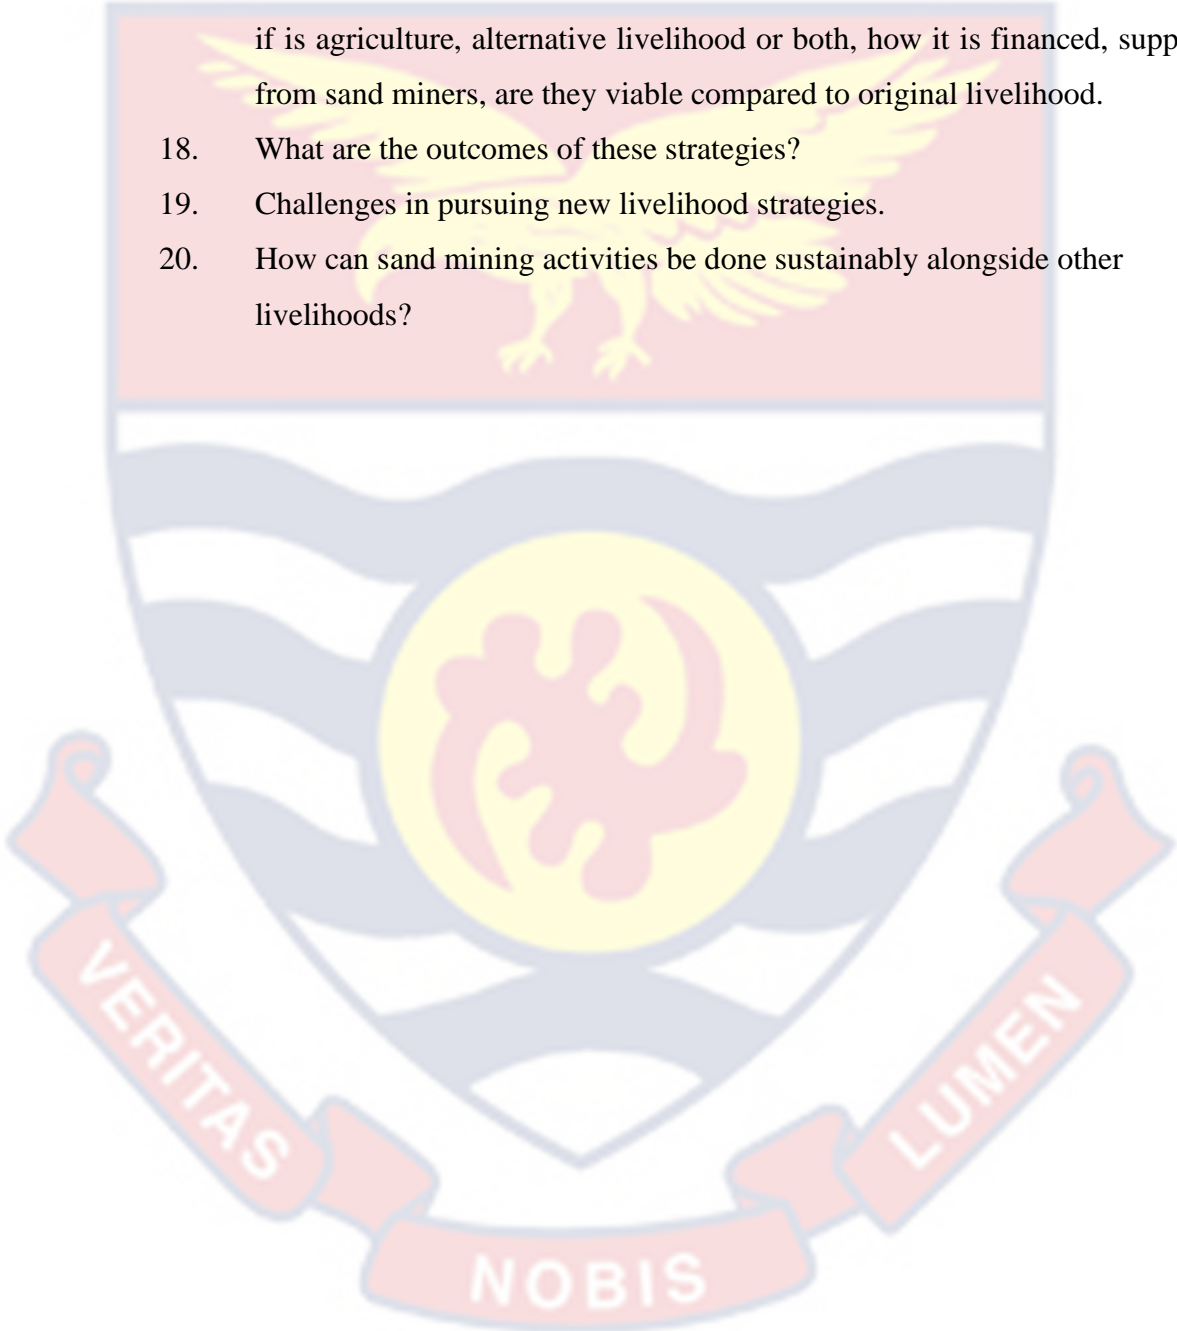 if is agriculture, alternative livelihood or both, how it is financed, supp
from sand miners, are they viable compared to original livelihood.
18. What are the outcomes of these strategies?
19. Challenges in pursuing new livelihood strategies.
20. How can sand mining activities be done sustainably alongside other
livelihoods?
VERITAS
NOBIS
LUMEN